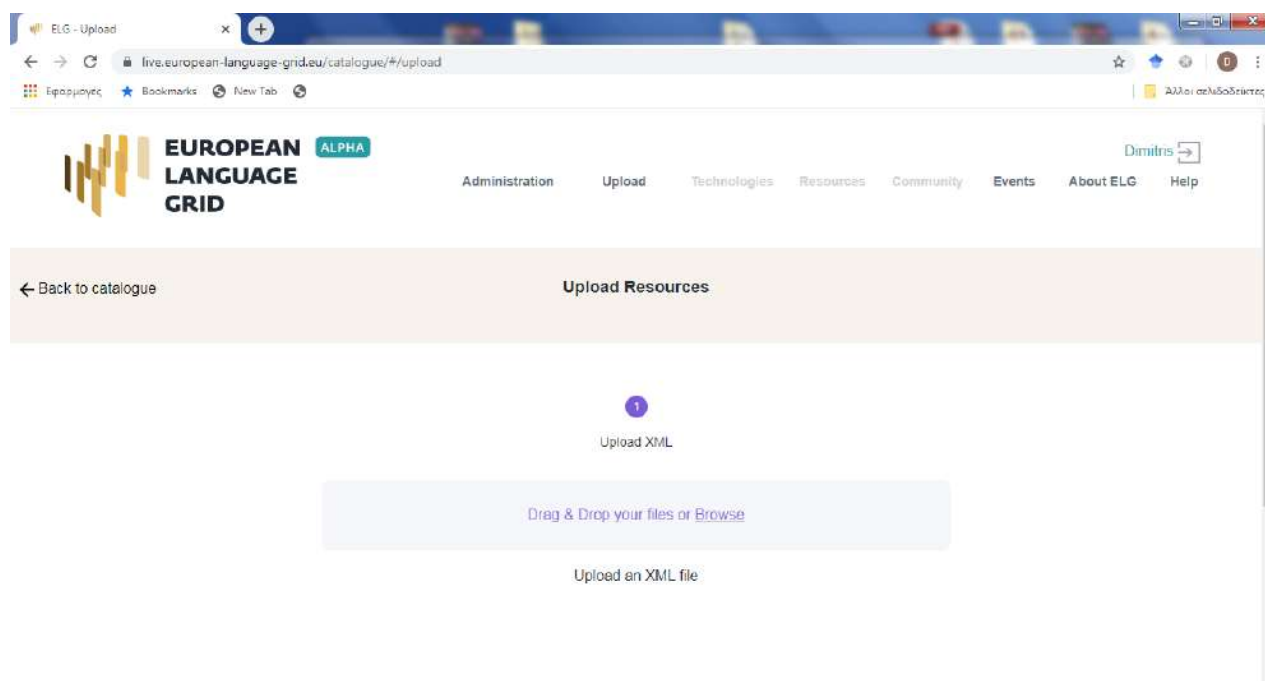 ELG - Upload
live.european-language-grid.eu/catalogue/#/upload
Εφαρμογές Bookmarks New Tab Άλλοι σελιδοδείκτες
EUROPEAN LANGUAGE GRID
ALPHA
Dimitris
Administration Upload Technologies Resources Community Events About ELG Help
Back to catalogue
Upload Resources
1
Upload XML
Drag & Drop your files or Browse
Upload an XML file